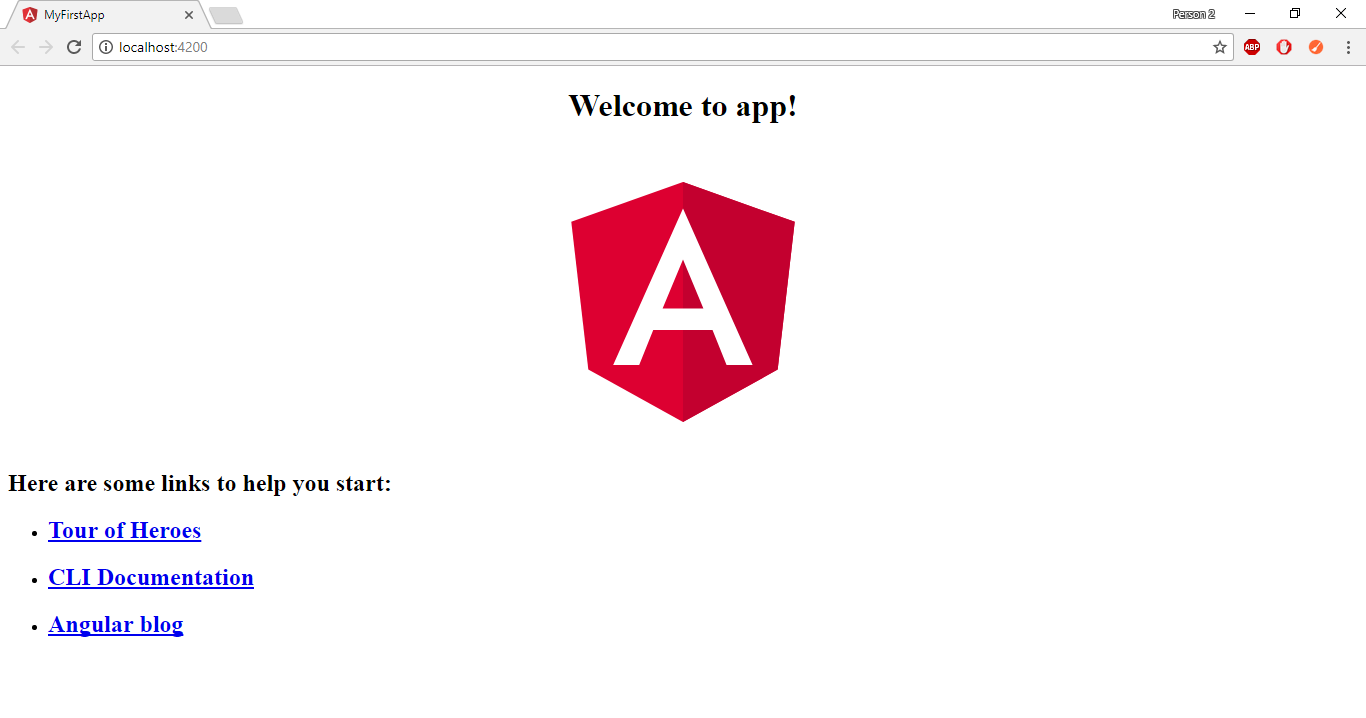 MyFirstApp
Person 2
localhost:4200
ABP
Welcome to app!
A
Here are some links to help you start:
Tour of Heroes
CLI Documentation
Angular blog